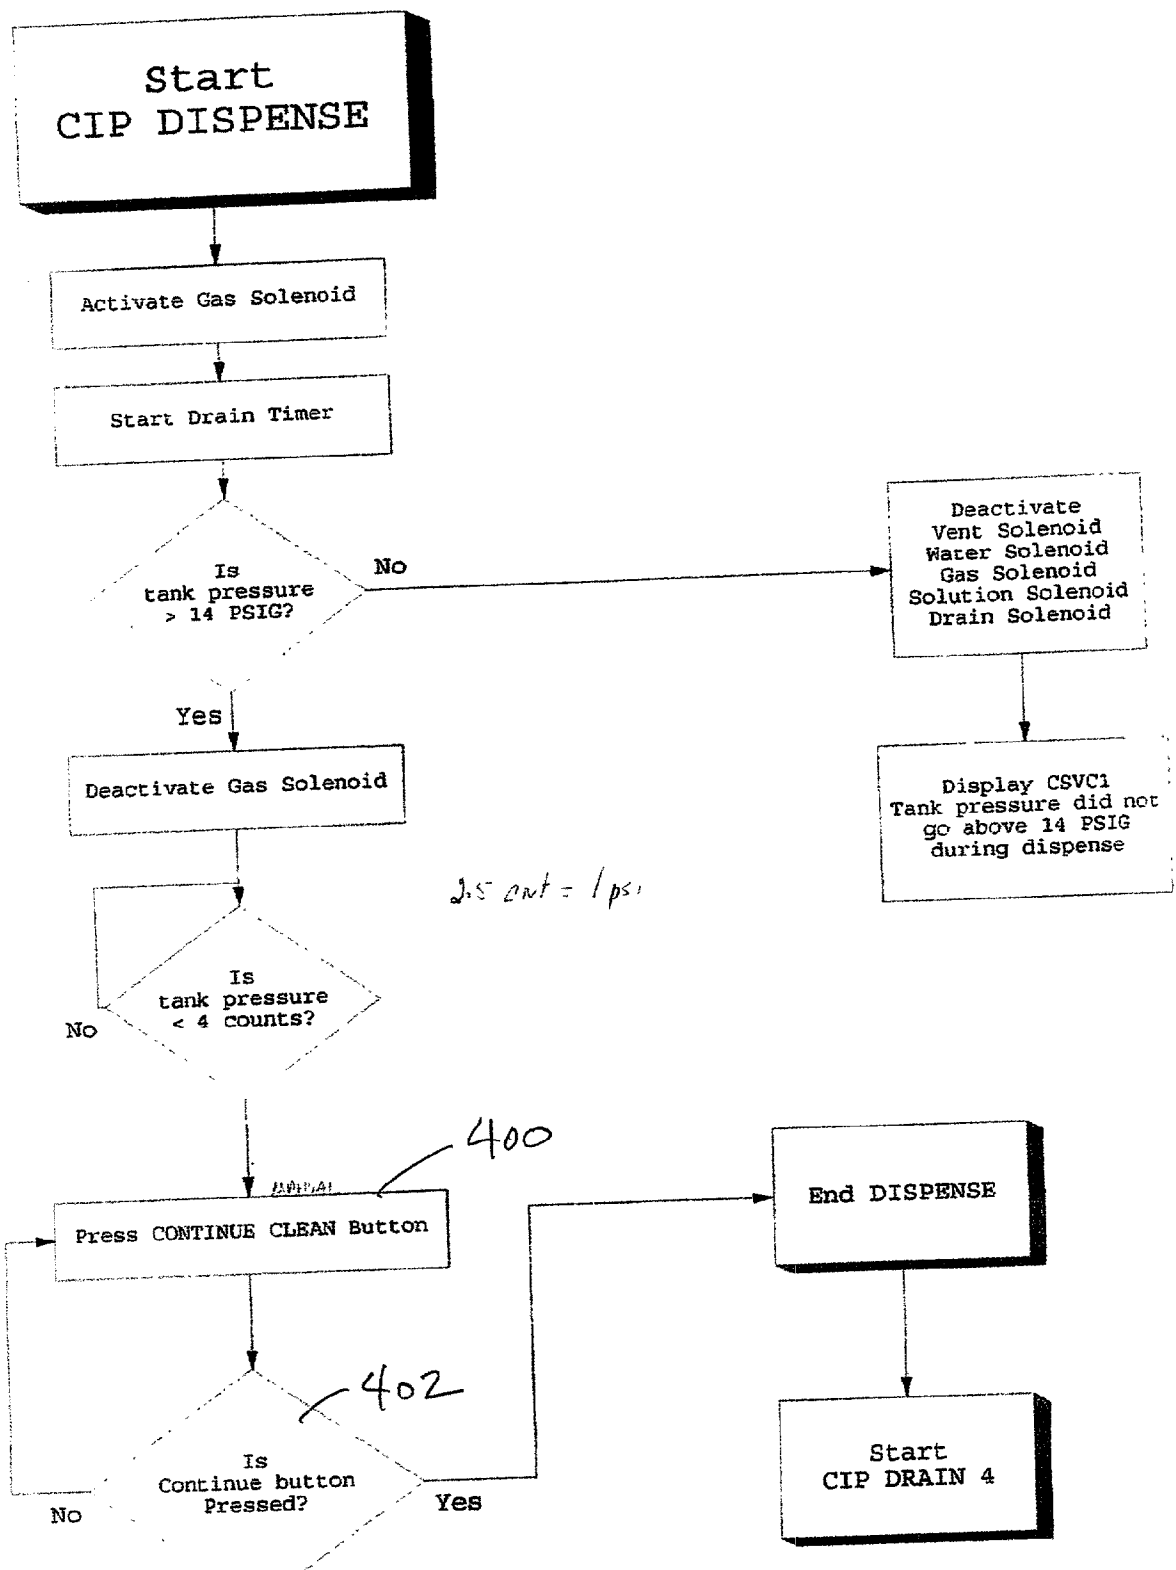 Start
CIP DISPENSE
Activate Gas Solenoid
Start Drain Timer
Is
tank pressure
> 14 PSIG?
No
Yes
Deactivate
Vent Solenoid
Water Solenoid
Gas Solenoid
Solution Solenoid
Drain Solenoid
Display CSVC1
Tank pressure did not
go above 14 PSIG
during dispense
Deactivate Gas Solenoid
2.5 cnt = 1 psi
Is
tank pressure
< 4 counts?
No
400
MANUAL
Press CONTINUE CLEAN Button
402
Is
Continue button
Pressed?
No
Yes
End DISPENSE
Start
CIP DRAIN 4